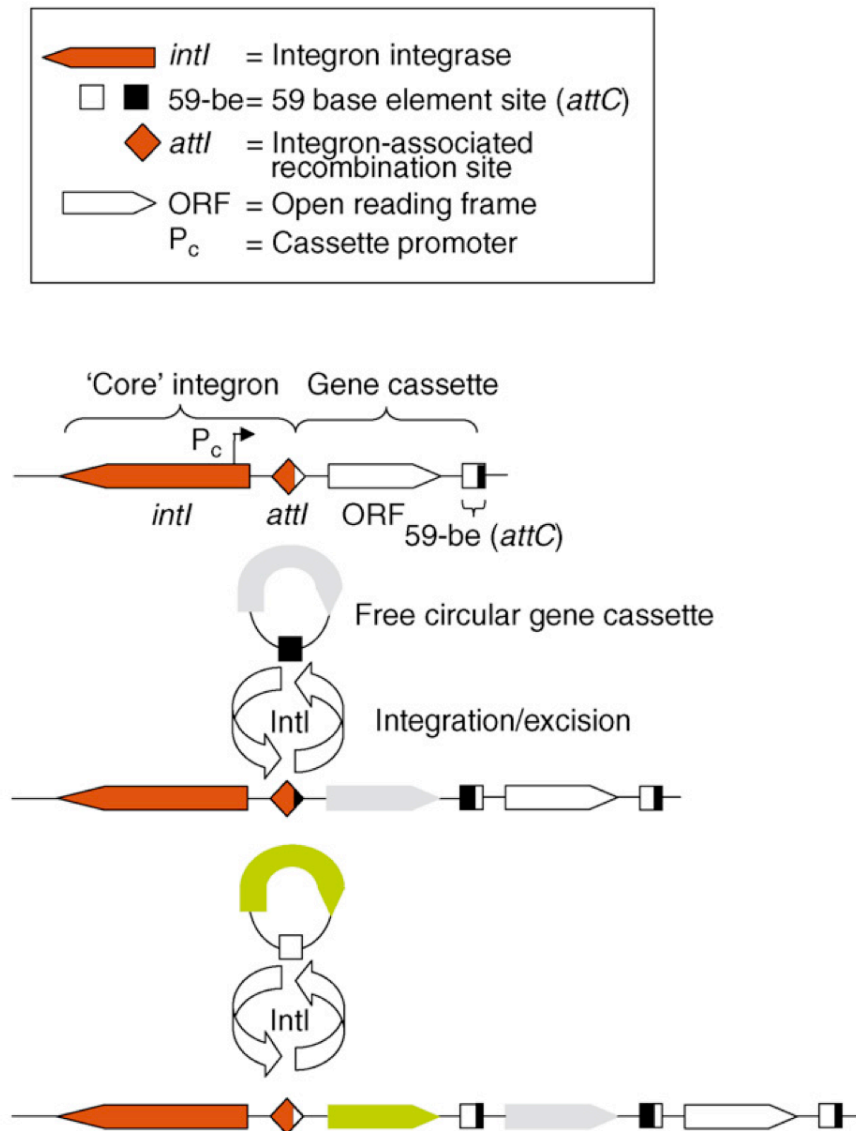 intI = Integron integrase
59-be= 59 base element site (attC)
attI = Integron-associated
recombination site
ORF = Open reading frame
Pc = Cassette promoter
'Core' integron Gene cassette
Pc
intI attI ORF
59-be (attC)
Free circular gene cassette
IntI Integration/excision
IntI